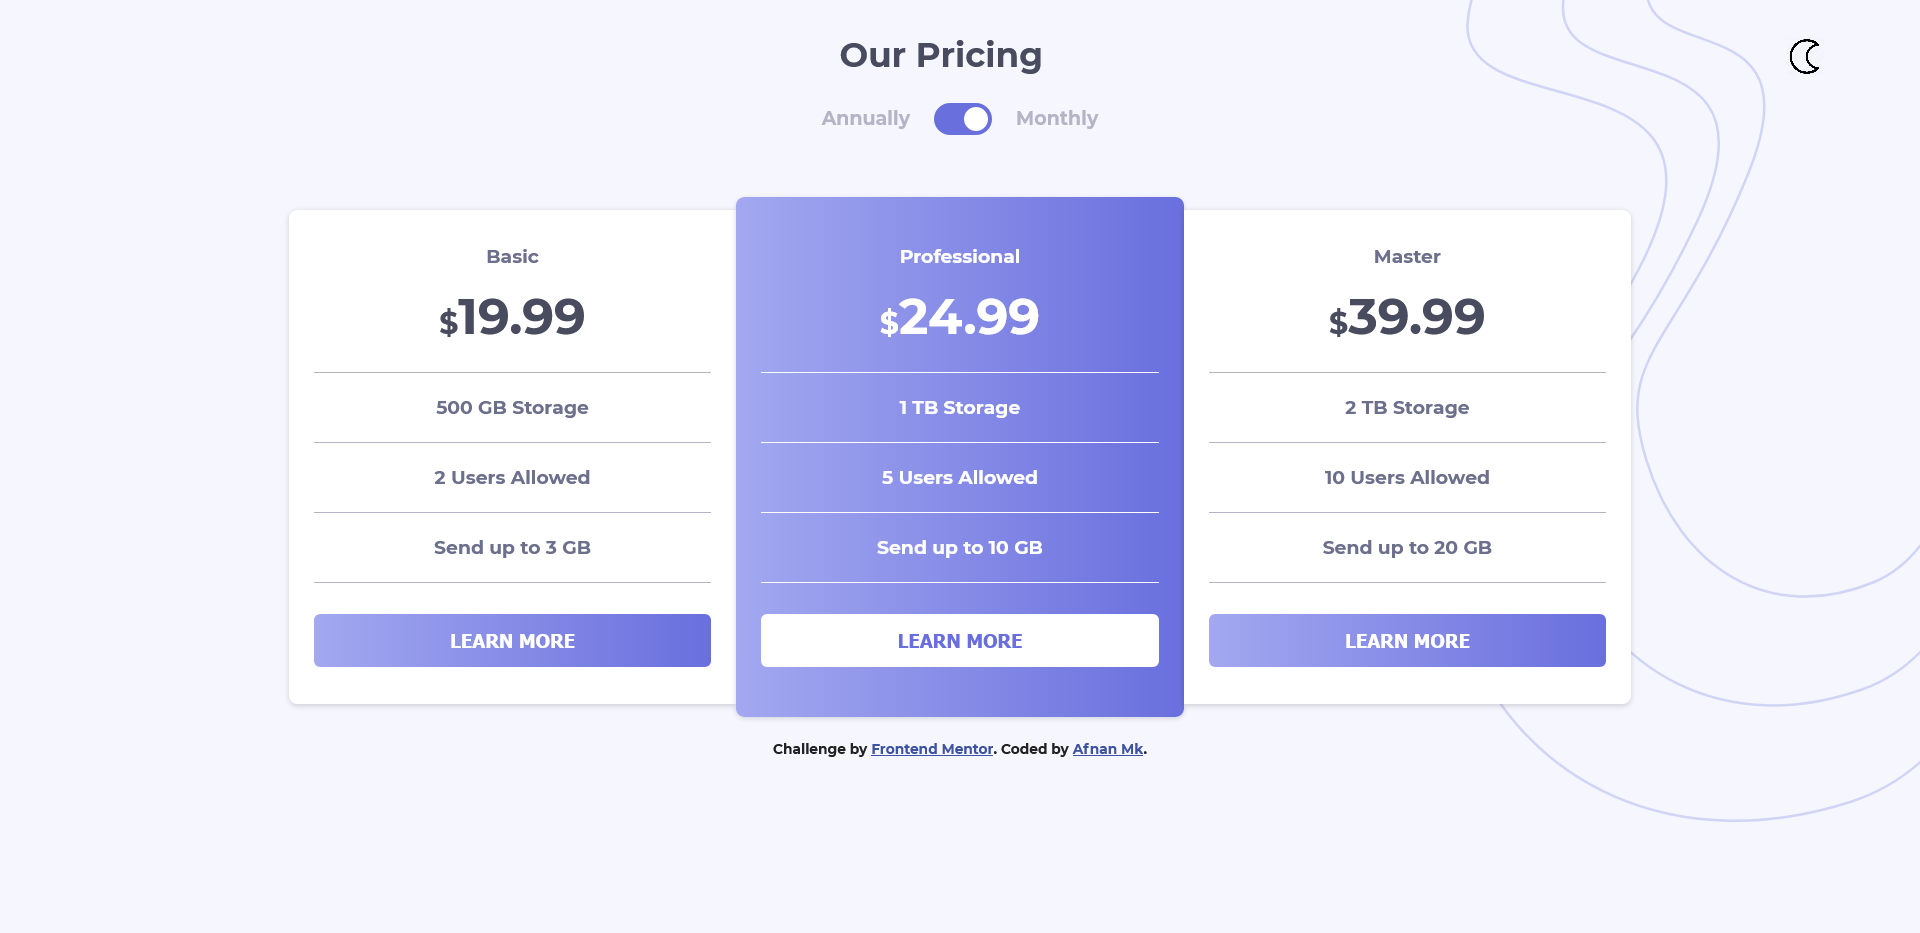 Our Pricing
Annually Monthly
Basic
$19.99
500 GB Storage
2 Users Allowed
Send up to 3 GB
LEARN MORE
Professional
$24.99
1 TB Storage
5 Users Allowed
Send up to 10 GB
LEARN MORE
Master
$39.99
2 TB Storage
10 Users Allowed
Send up to 20 GB
LEARN MORE
Challenge by Frontend Mentor. Coded by Afnan Mk.